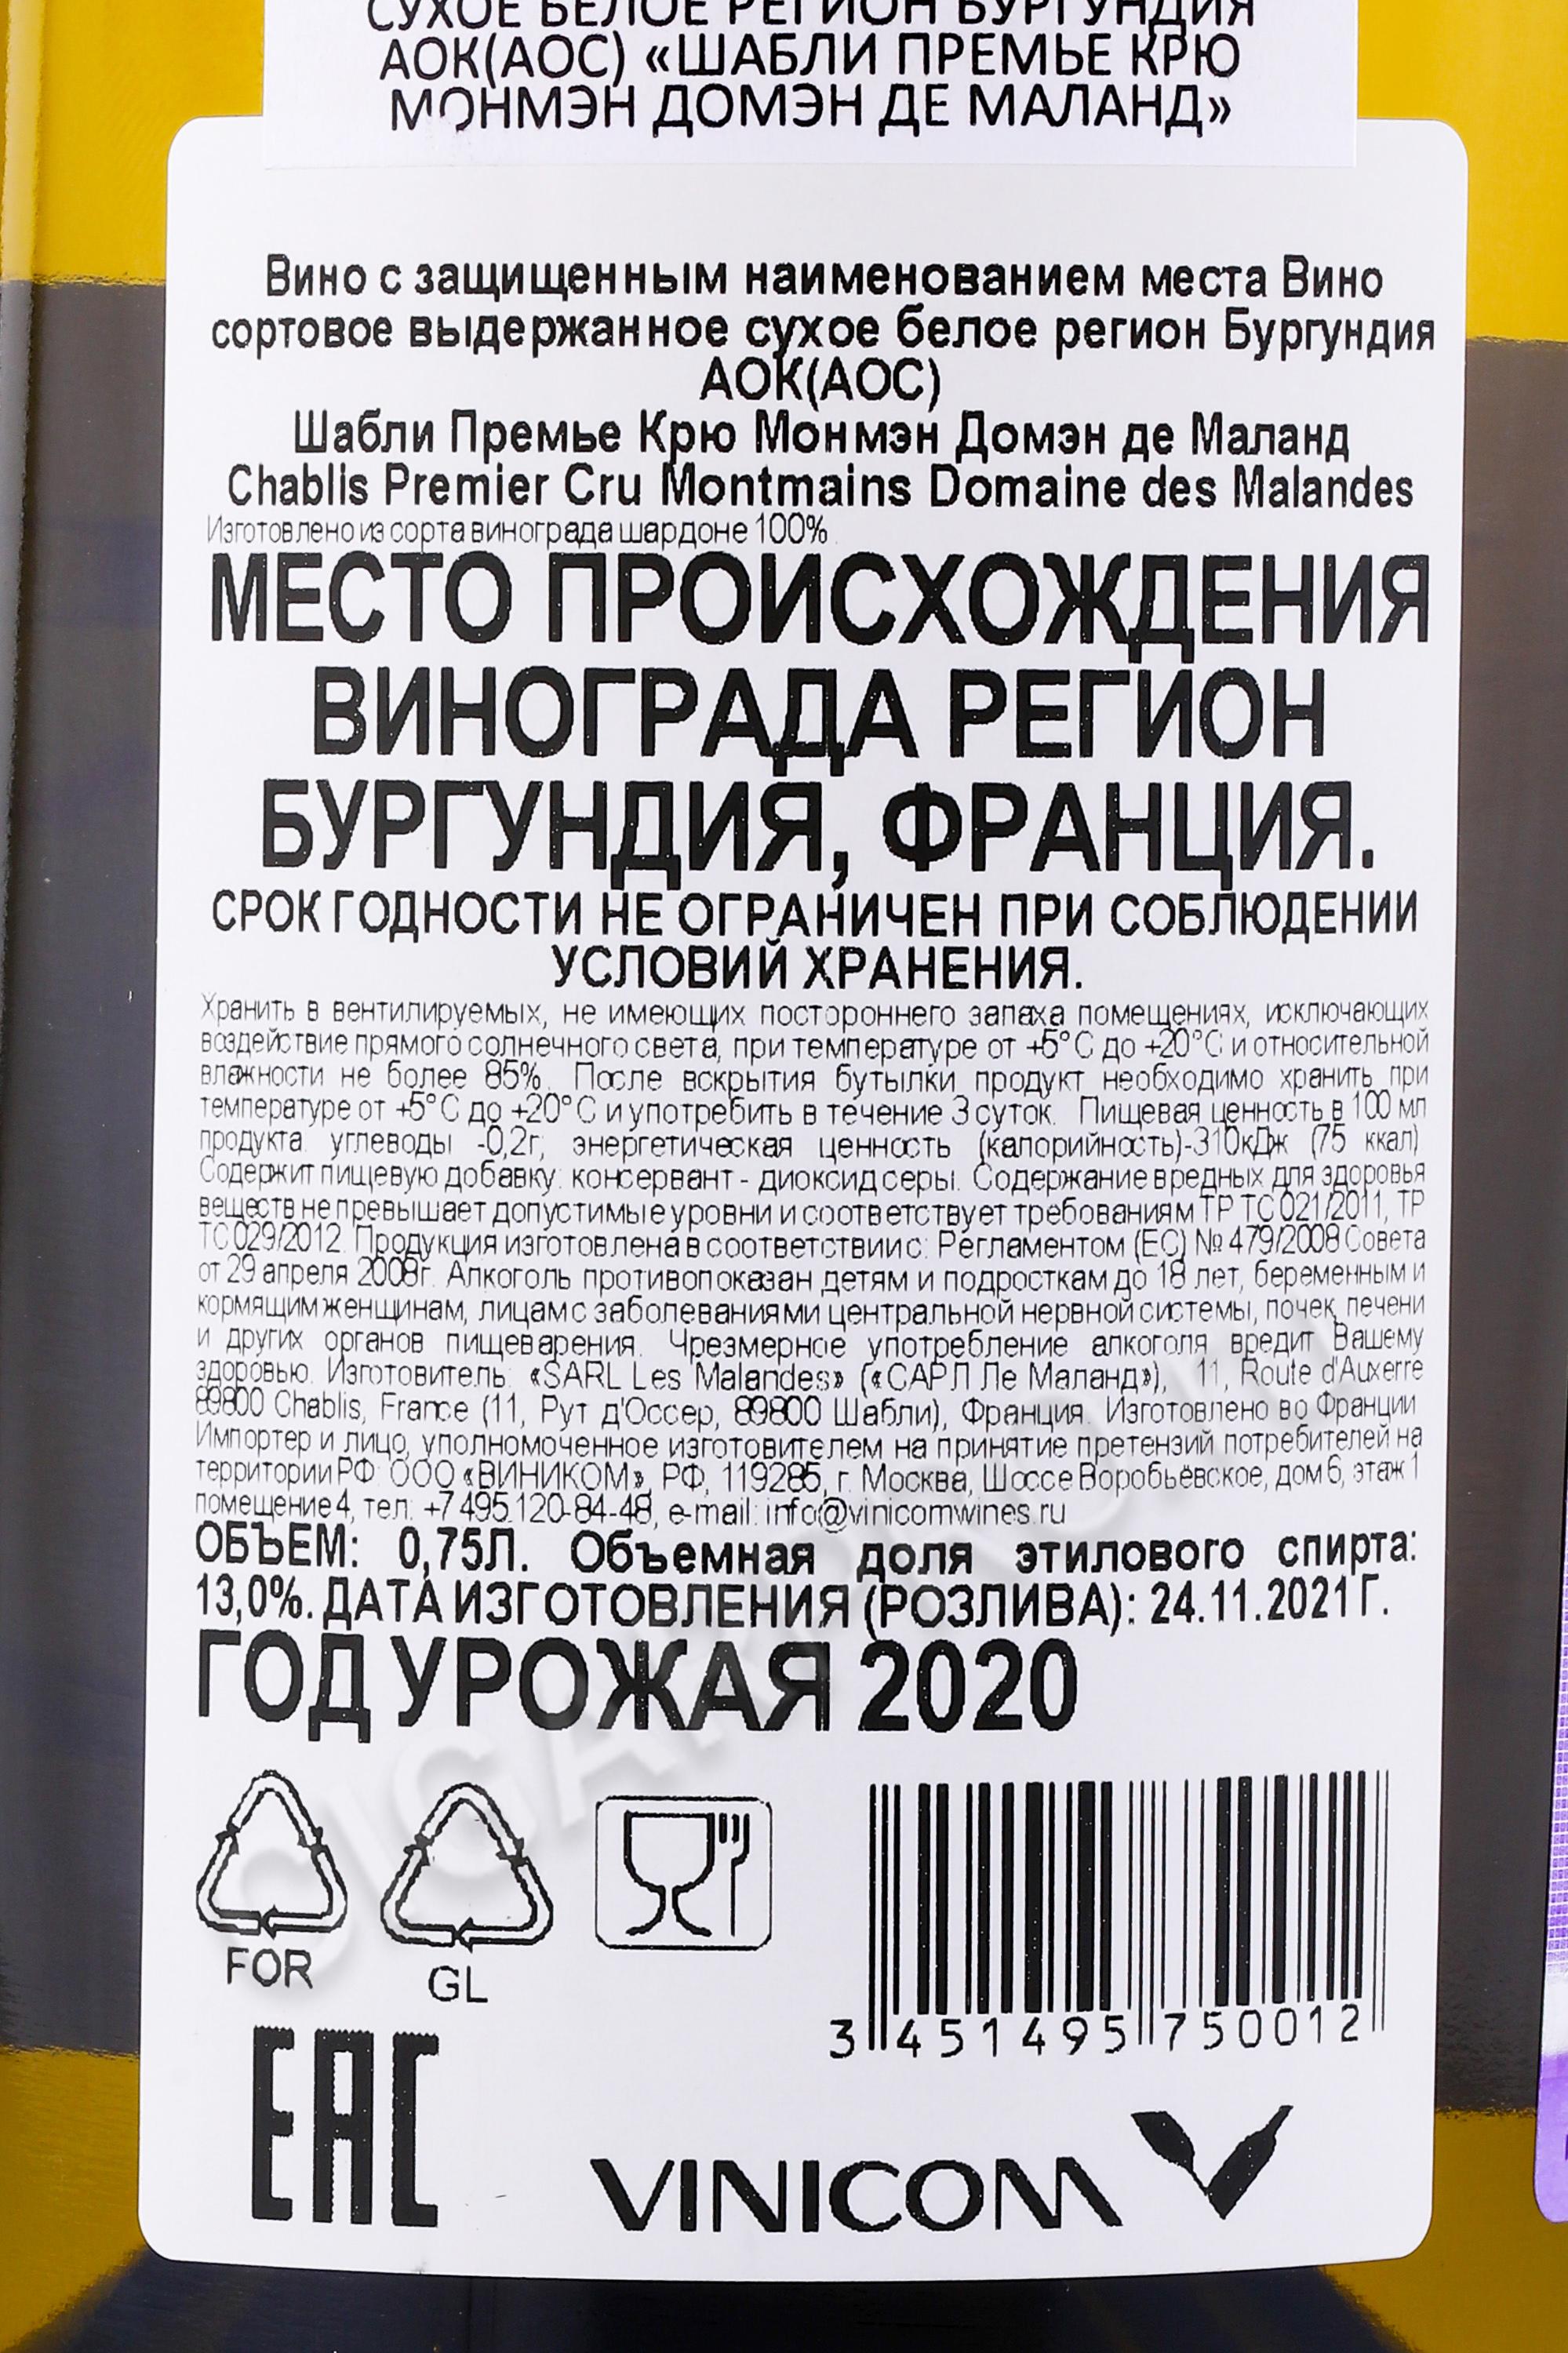 СУХОЕ БЕЛОЕ РЕГИОН БУРГУНДИЯ
АОК(АОС) «ШАБЛИ ПРЕМЬЕ КРЮ
МОНМЭН ДОМЭН ДЕ МАЛАНД»
Вино с защищенным наименованием места Вино
сортовое выдержанное сухое белое регион Бургундия
АОК(АОС)
Шабли Премье Крю Монмэн Домэн де Маланд
Chablis Premier Cru Montmains Domaine des Malandes
Изготовлено из сорта винограда шардоне 100%.
МЕСТО ПРОИСХОЖДЕНИЯ
ВИНОГРАДА РЕГИОН
БУРГУНДИЯ, ФРАНЦИЯ.
СРОК ГОДНОСТИ НЕ ОГРАНИЧЕН ПРИ СОБЛЮДЕНИИ
УСЛОВИЙ ХРАНЕНИЯ.
Хранить в вентилируемых, не имеющих постороннего запаха помещениях, исключающих
воздействие прямого солнечного света, при температуре от +5°С до +20°С и относительной
влажности не более 85%. После вскрытия бутылки продукт необходимо хранить при
температуре от +5°С до +20°С и употребить в течение 3 суток. Пищевая ценность в 100 мл
продукта: углеводы -0,2г; энергетическая ценность (калорийность)-310кДж (75 ккал)
Содержит пищевую добавку: консервант - диоксид серы. Содержание вредных для здоровья
веществ не превышает допустимые уровни и соответствует требованиям ТР ТС 021/2011, ТР
ТС 029/2012. Продукция изготовлена в соответствии с: Регламентом (ЕС) № 479/2008 Совета
от 29 апреля 2008г. Алкоголь противопоказан детям и подросткам до 18 лет, беременным и
кормящим женщинам, лицам с заболеваниями центральной нервной системы, почек, печени
и других органов пищеварения. Чрезмерное употребление алкоголя вредит Вашему
здоровью. Изготовитель: «SARL Les Malandes» («САРЛ Ле Маланд»), 11, Route d'Auxerre
89800 Chablis, France (11, Рут д'Оссер, 89800 Шабли), Франция. Изготовлено во Франции
Импортер и лицо, уполномоченное изготовителем на принятие претензий потребителей на
территории РФ: ООО «ВИНИКОМ», РФ, 119285, г. Москва, Шоссе Воробьёвское, дом 6, этаж 1
помещение 4, тел.: +7 495 120-84-48, e-mail: info@vinicomwines.ru
ОБЪЕМ: 0,75Л. Объемная доля этилового спирта:
13,0%. ДАТА ИЗГОТОВЛЕНИЯ (РОЗЛИВА): 24.11.2021 Г.
ГОД УРОЖАЯ 2020
FOR
GL
3 451495 750012
EAC
VINICOM